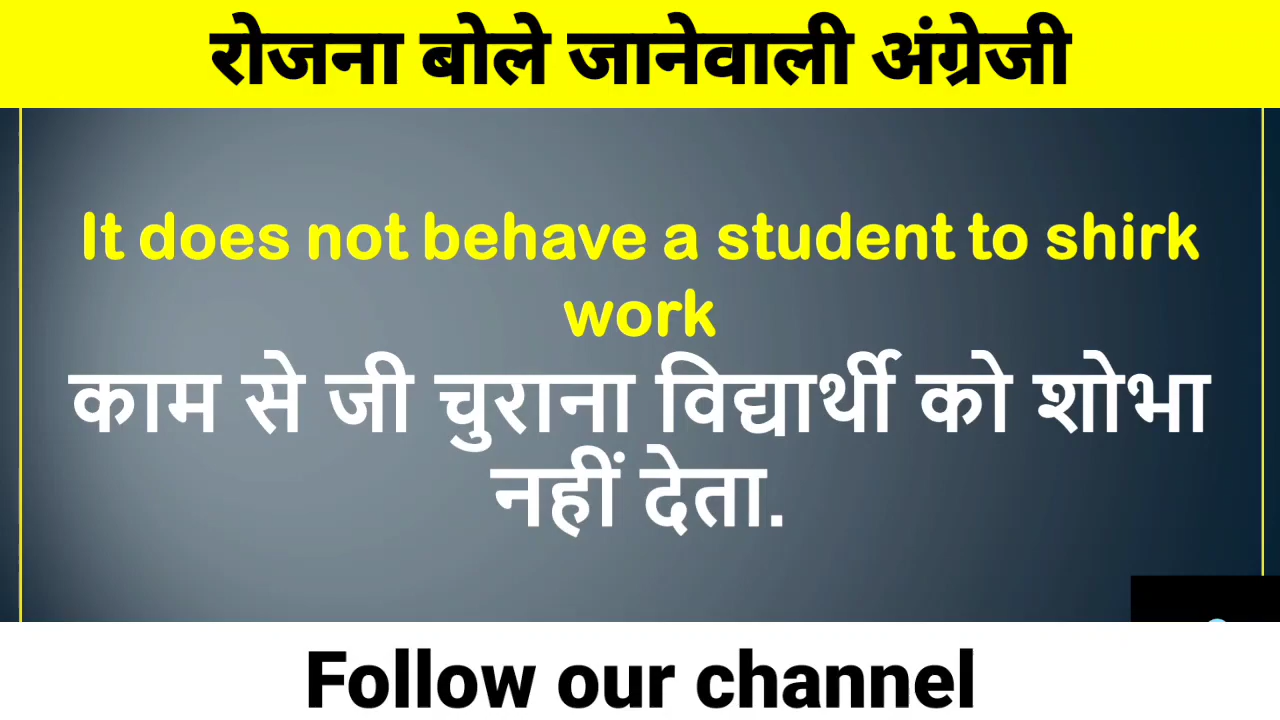 रोजना बोले जानेवाली अंग्रेजी
It does not behave a student to shirk
work
काम से जी चुराना विद्यार्थी को शोभा
नहीं देता.
Follow our channel